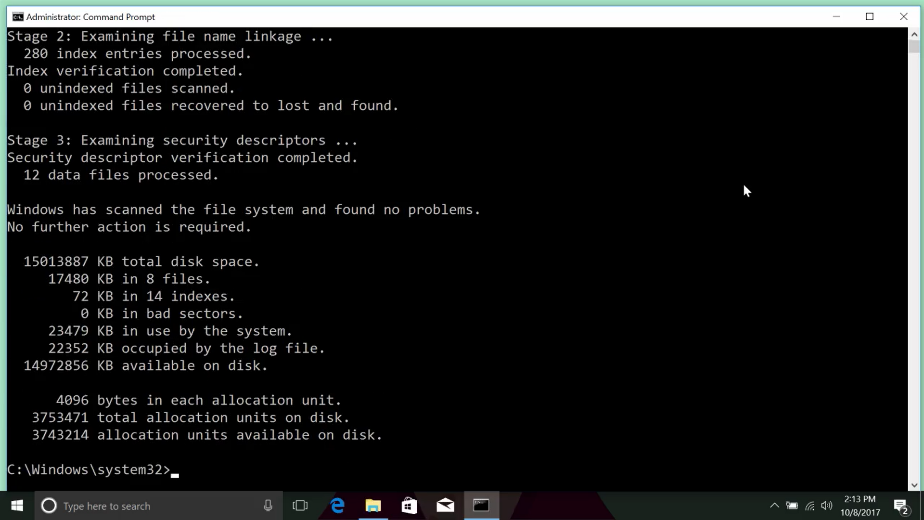 Administrator: Command Prompt
Stage 2: Examining file name linkage ...
280 index entries processed.
Index verification completed.
0 unindexed files scanned.
0 unindexed files recovered to lost and found.
Stage 3: Examining security descriptors ...
Security descriptor verification completed.
12 data files processed.
Windows has scanned the file system and found no problems.
No further action is required.
15013887 KB total disk space.
17480 KB in 8 files.
72 KB in 14 indexes.
0 KB in bad sectors.
23479 KB in use by the system.
22352 KB occupied by the log file.
14972856 KB available on disk.
4096 bytes in each allocation unit.
3753471 total allocation units on disk.
3743214 allocation units available on disk.
C:\Windows\system32>_
Type here to search
2:13 PM
10/8/2017
2